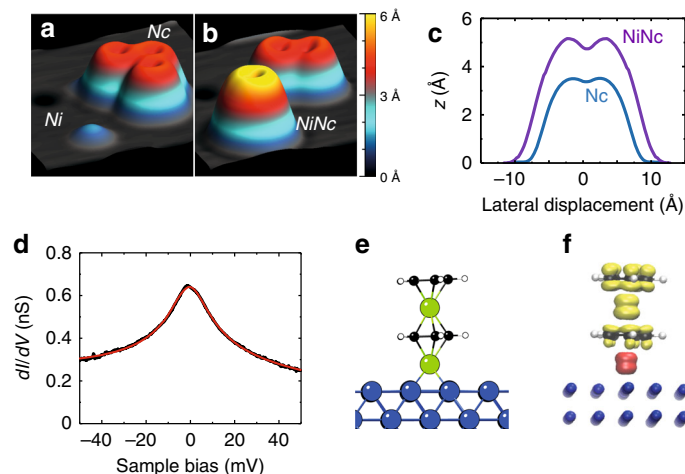 a
Nc
Ni
b
NiNc
6 Å
3 Å
0 Å
c
NiNc
Nc
z (Å)
6
4
2
0
−10
0
10
Lateral displacement (Å)
d
dI/dV (nS)
0.8
0.6
0.4
0.2
0
−40
−20
0
20
40
Sample bias (mV)
e
f